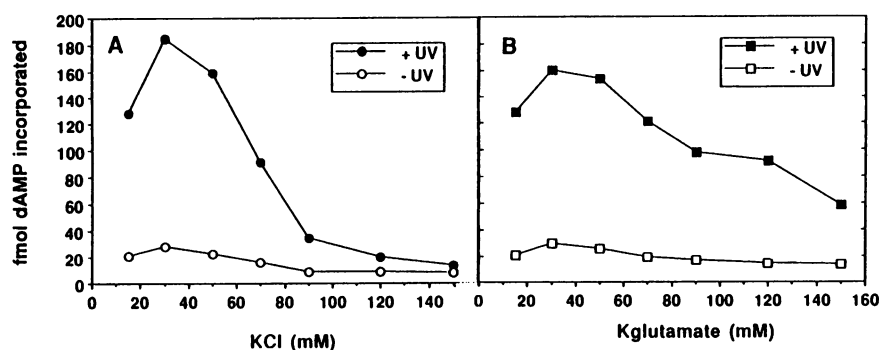 A
+ UV
- UV
B
+ UV
- UV
fmol dAMP incorporated
200
180
160
140
120
100
80
60
40
20
0
0 20 40 60 80 100 120 140
0 20 40 60 80 100 120 140 160
KCl (mM)
Kglutamate (mM)